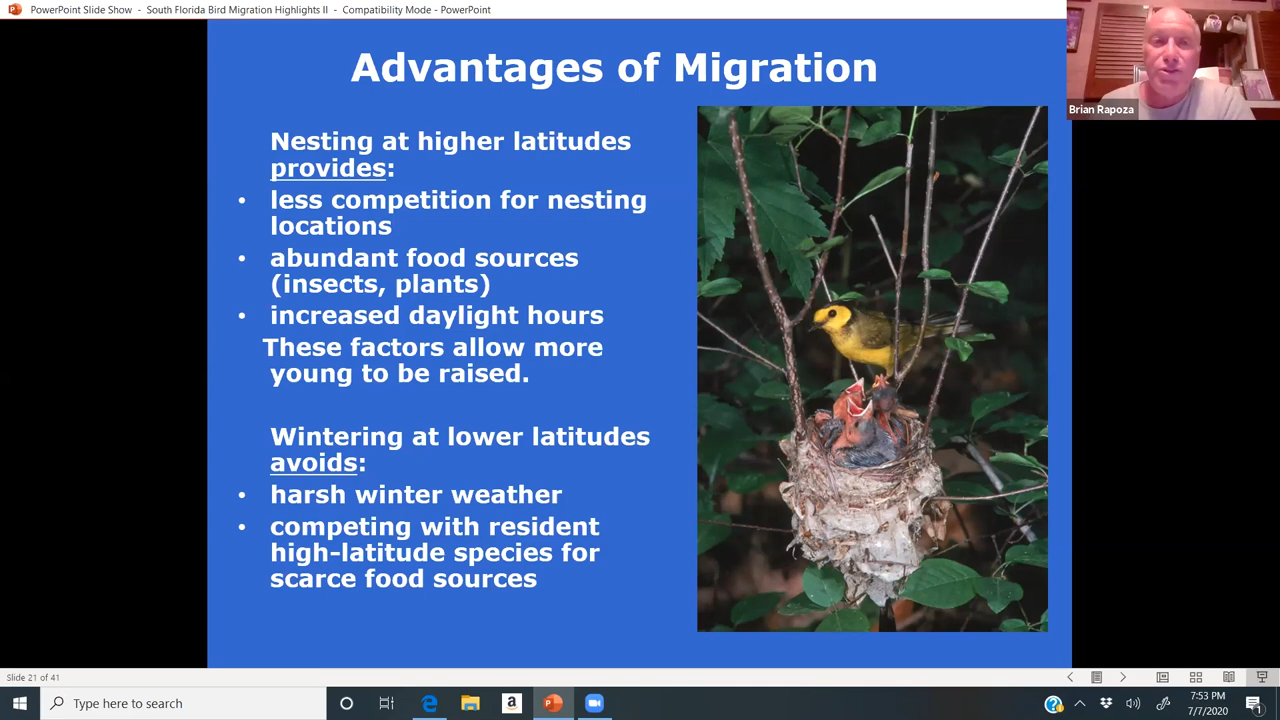 PowerPoint Slide Show - South Florida Bird Migration Highlights II - Compatibility Mode - PowerPoint
Brian Rapoza
Advantages of Migration
Nesting at higher latitudes
provides:
• less competition for nesting
locations
• abundant food sources
(insects, plants)
• increased daylight hours
These factors allow more
young to be raised.
Wintering at lower latitudes
avoids:
• harsh winter weather
• competing with resident
high-latitude species for
scarce food sources
Slide 21 of 41
Type here to search
7:53 PM
7/7/2020
1